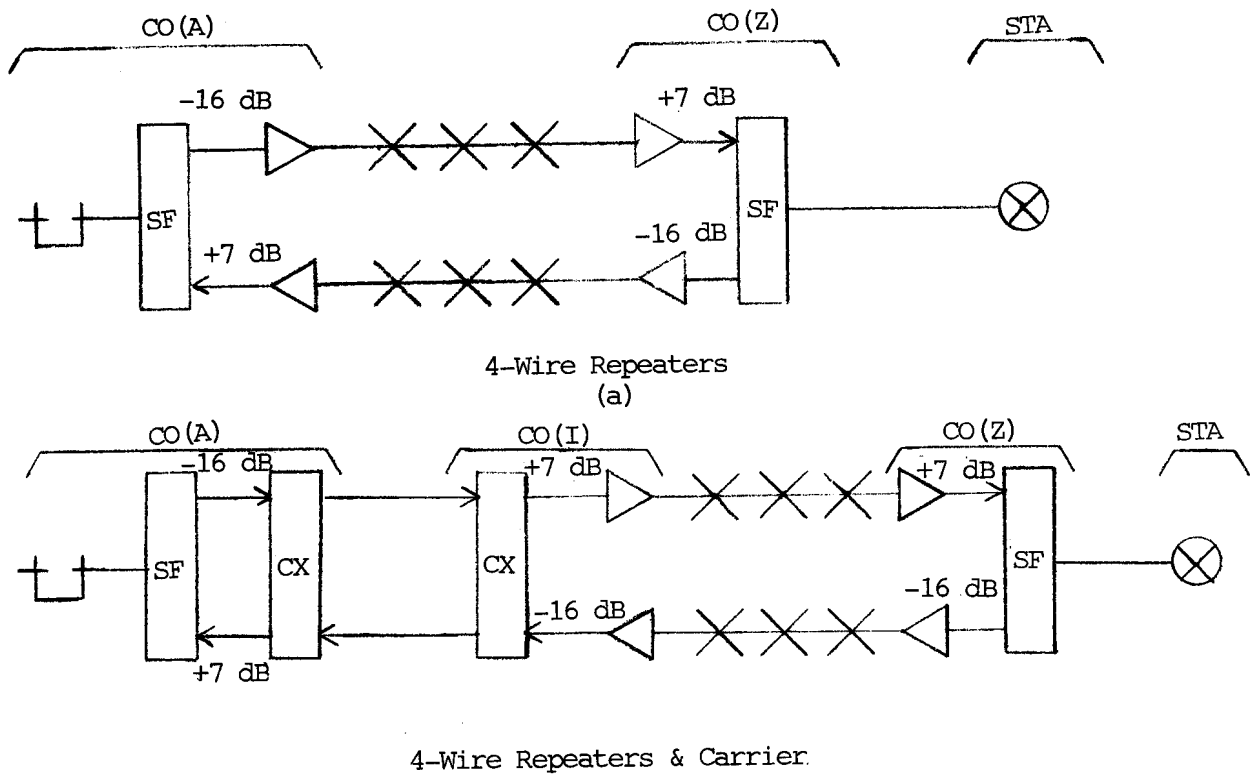 CO(A)
CO(Z)
STA
-16 dB
+7 dB
SF
SF
+7 dB
-16 dB
4-Wire Repeaters
(a)
CO(A)
CO(I)
CO(Z)
STA
-16 dB
+7 dB
+7 dB
SF
CX
CX
SF
-16 dB
-16 dB
+7 dB
4-Wire Repeaters & Carrier